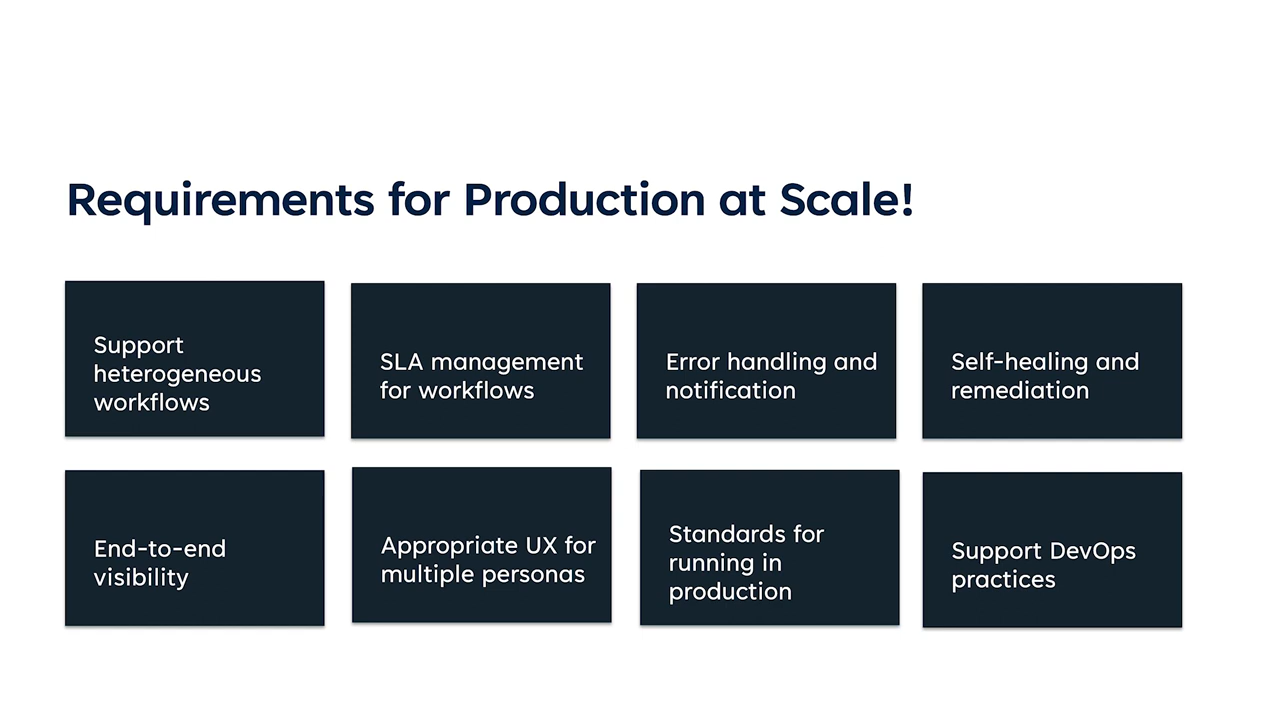 Requirements for Production at Scale!
Support
heterogeneous
workflows
SLA management
for workflows
Error handling and
notification
Self-healing and
remediation
End-to-end
visibility
Appropriate UX for
multiple personas
Standards for
running in
production
Support DevOps
practices